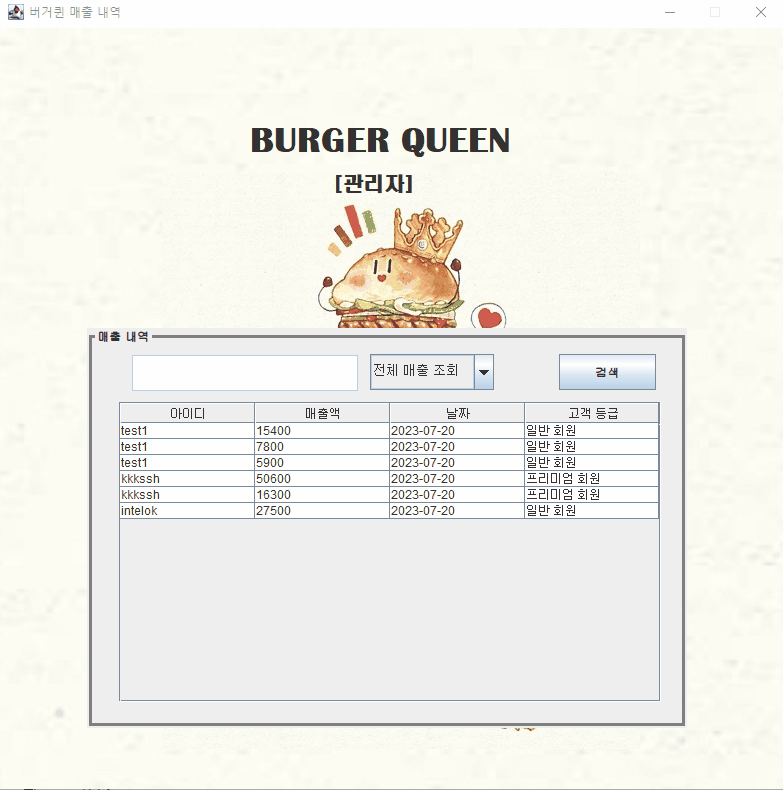 버거퀸 매출 내역
BURGER QUEEN
[관리자]
매출 내역
전체 매출 조회
검색
아이디 매출액 날짜 고객 등급
test1 15400 2023-07-20 일반 회원
test1 7800 2023-07-20 일반 회원
test1 5900 2023-07-20 일반 회원
kkkssh 50600 2023-07-20 프리미엄 회원
kkkssh 16300 2023-07-20 프리미엄 회원
intelok 27500 2023-07-20 일반 회원